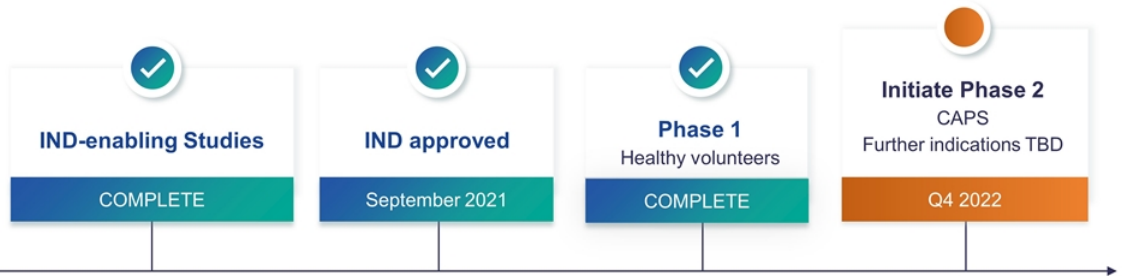 IND-enabling Studies
COMPLETE
IND approved
September 2021
Phase 1
Healthy volunteers
COMPLETE
Initiate Phase 2
CAPS
Further indications TBD
Q4 2022